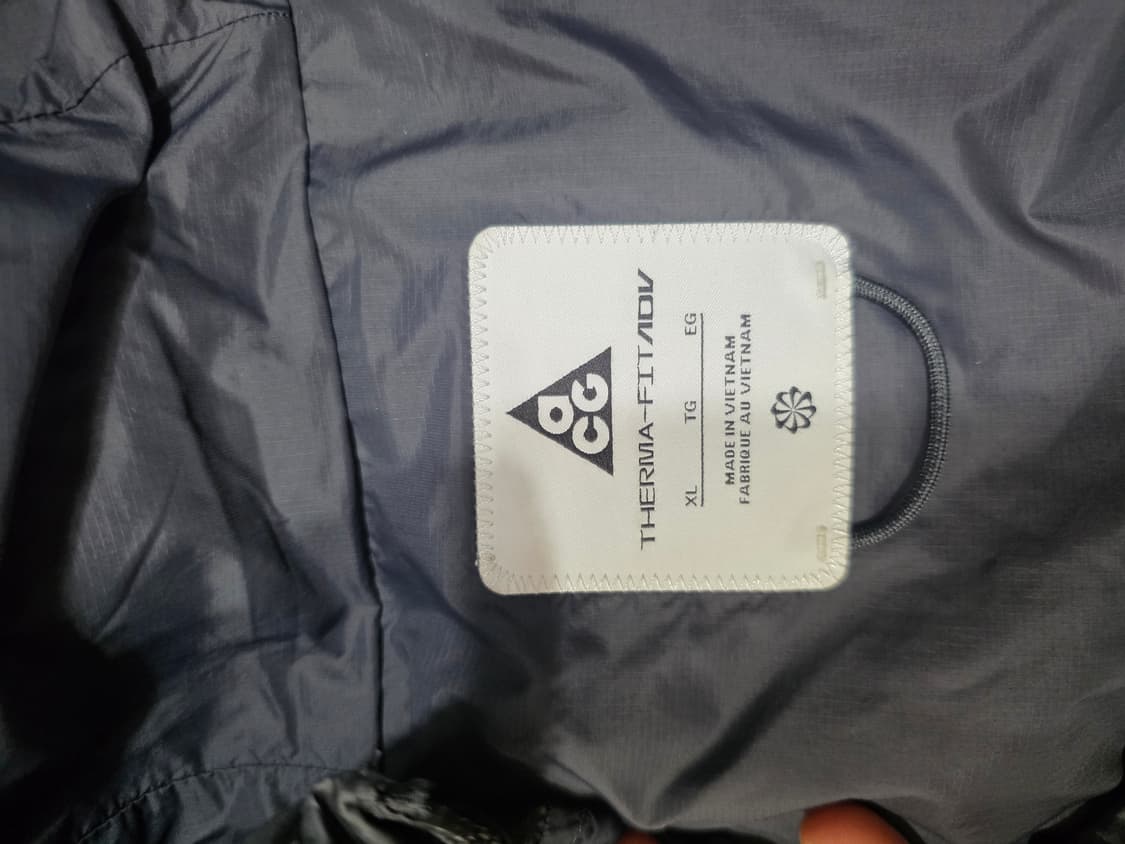 ACG
THERMA-FIT ADV
XL TG EG
MADE IN VIETNAM
FABRIQUE AU VIETNAM